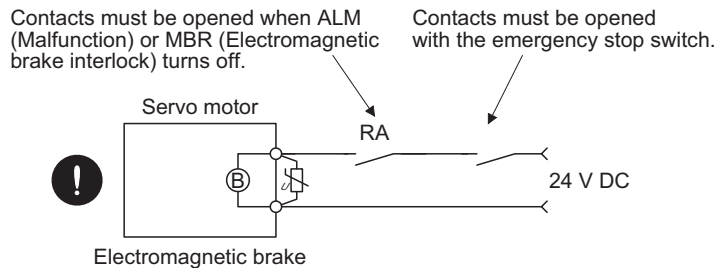 Contacts must be opened when ALM
(Malfunction) or MBR (Electromagnetic
brake interlock) turns off.
Contacts must be opened
with the emergency stop switch.
Servo motor
RA
B
U
24 V DC
Electromagnetic brake